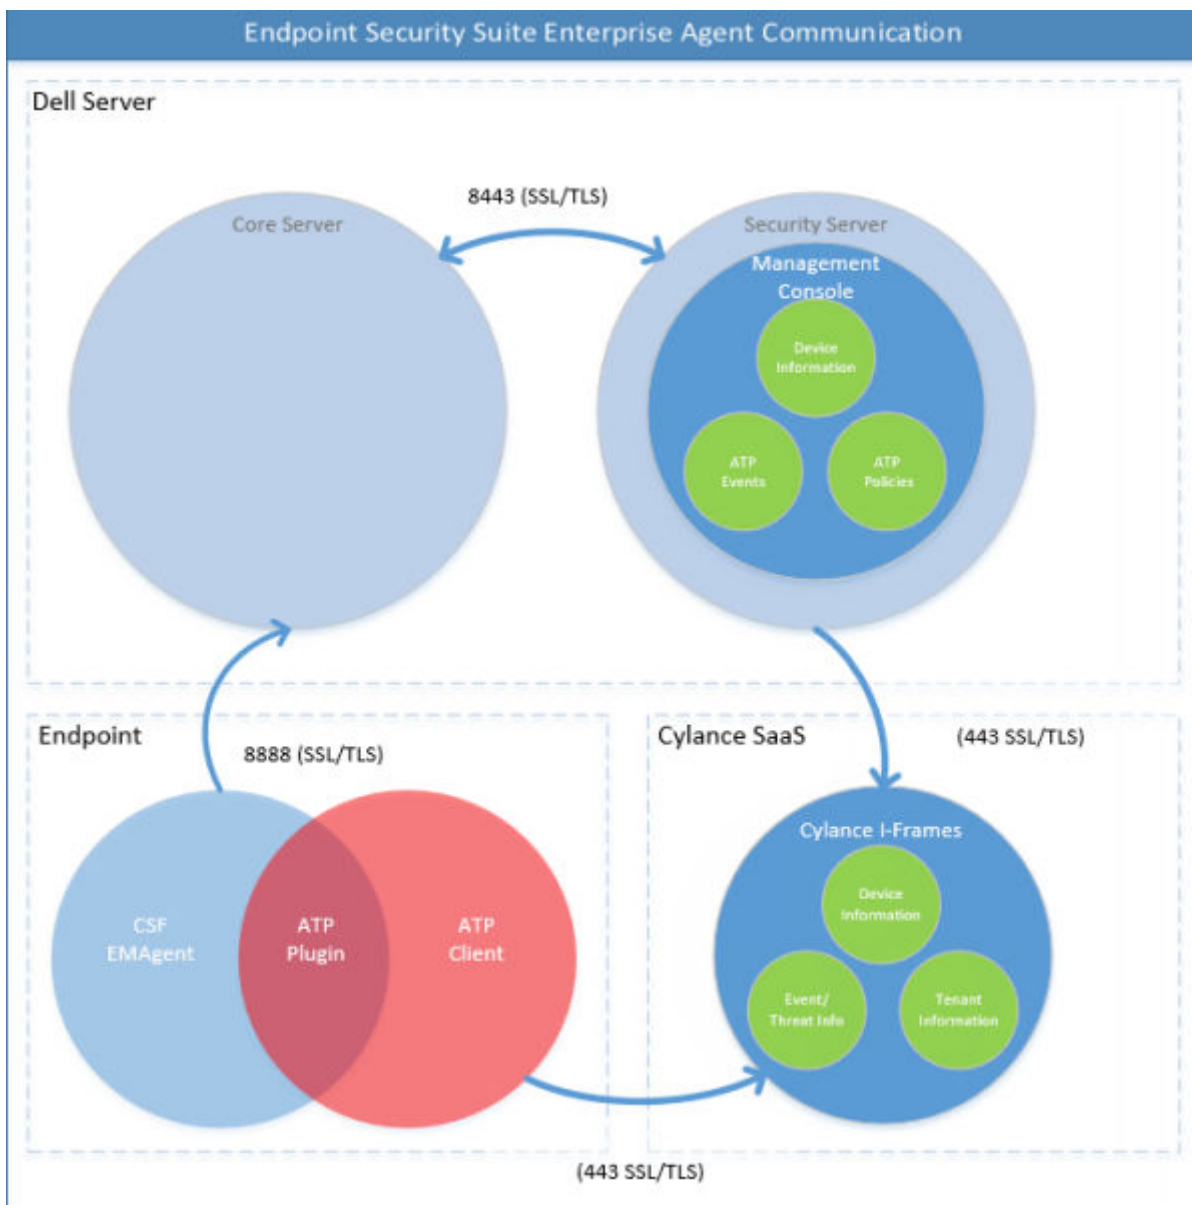 Endpoint Security Suite Enterprise Agent Communication
Dell Server
8443 (SSL/TLS)
Core Server
Security Server
Management
Console
Device
Information
ATP
Events
ATP
Policies
Endpoint
8888 (SSL/TLS)
Cylance SaaS
(443 SSL/TLS)
CSF
EMAgent
ATP
Plugin
ATP
Client
Cylance I-Frames
Device
Information
Event/
Threat Info
Tenant
Information
(443 SSL/TLS)